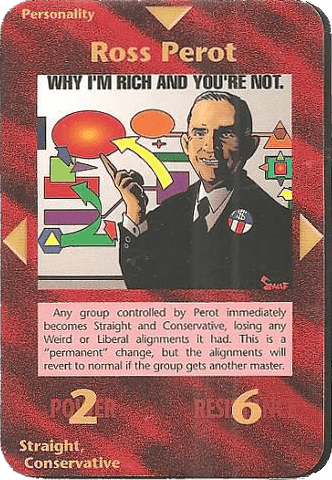 Personality
Ross Perot
WHY I'M RICH AND YOU'RE NOT.
$
Any group controlled by Perot immediately
becomes Straight and Conservative, losing any
Weird or Liberal alignments it had. This is a
"permanent" change, but the alignments will
revert to normal if the group gets another master.
POWER 2 RESISTANCE 6
Straight,
Conservative